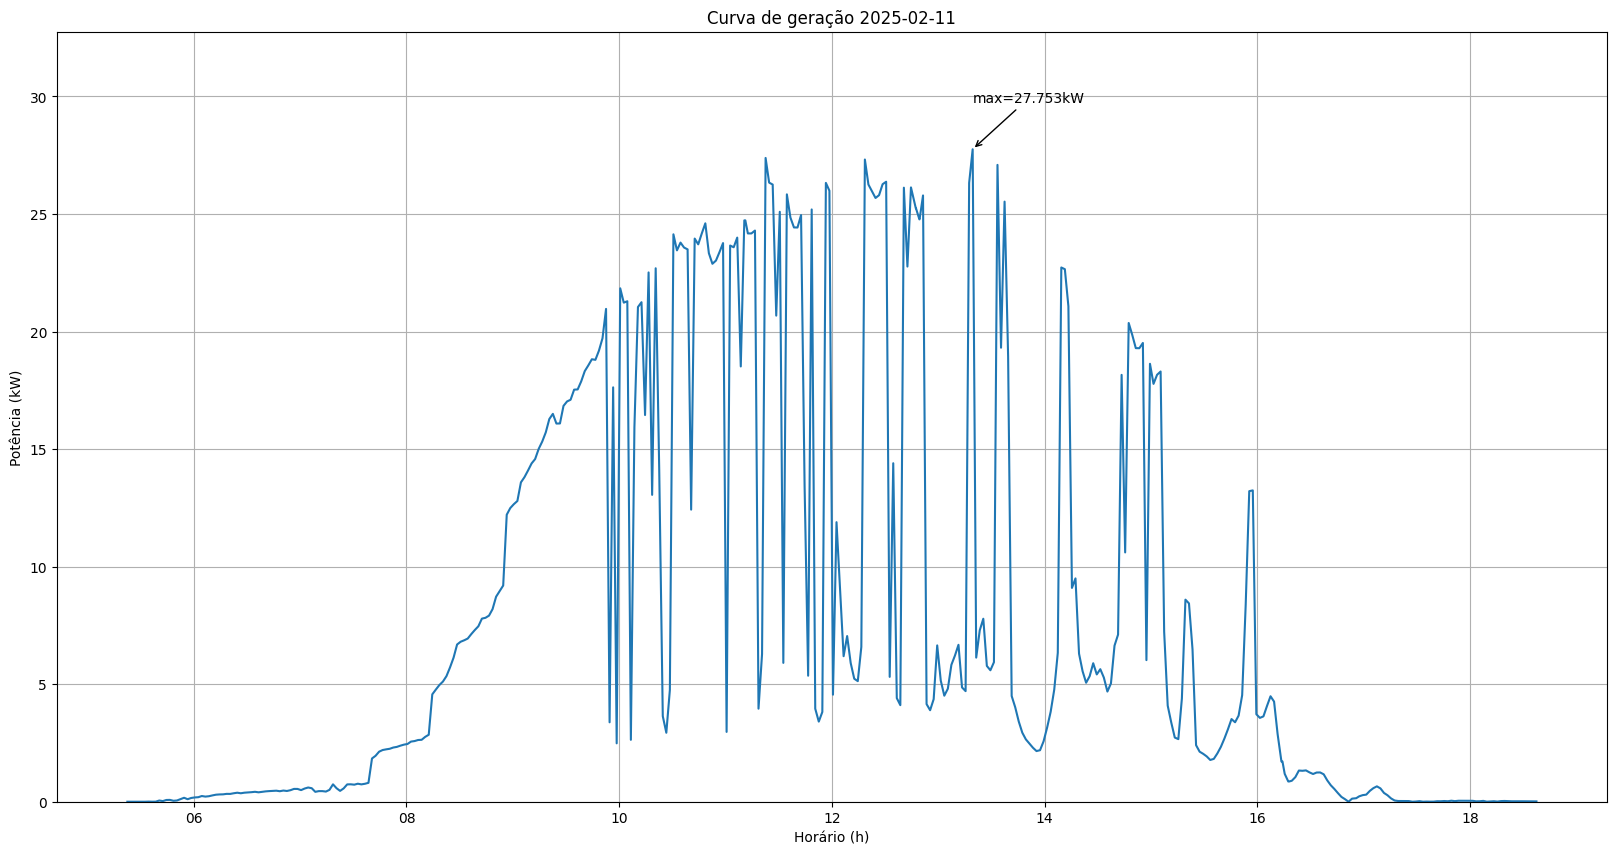 Curva de geração 2025-02-11
max=27.753kW
Potência (kW)
30
25
20
15
10
5
0
06 08 10 12 14 16 18
Horário (h)